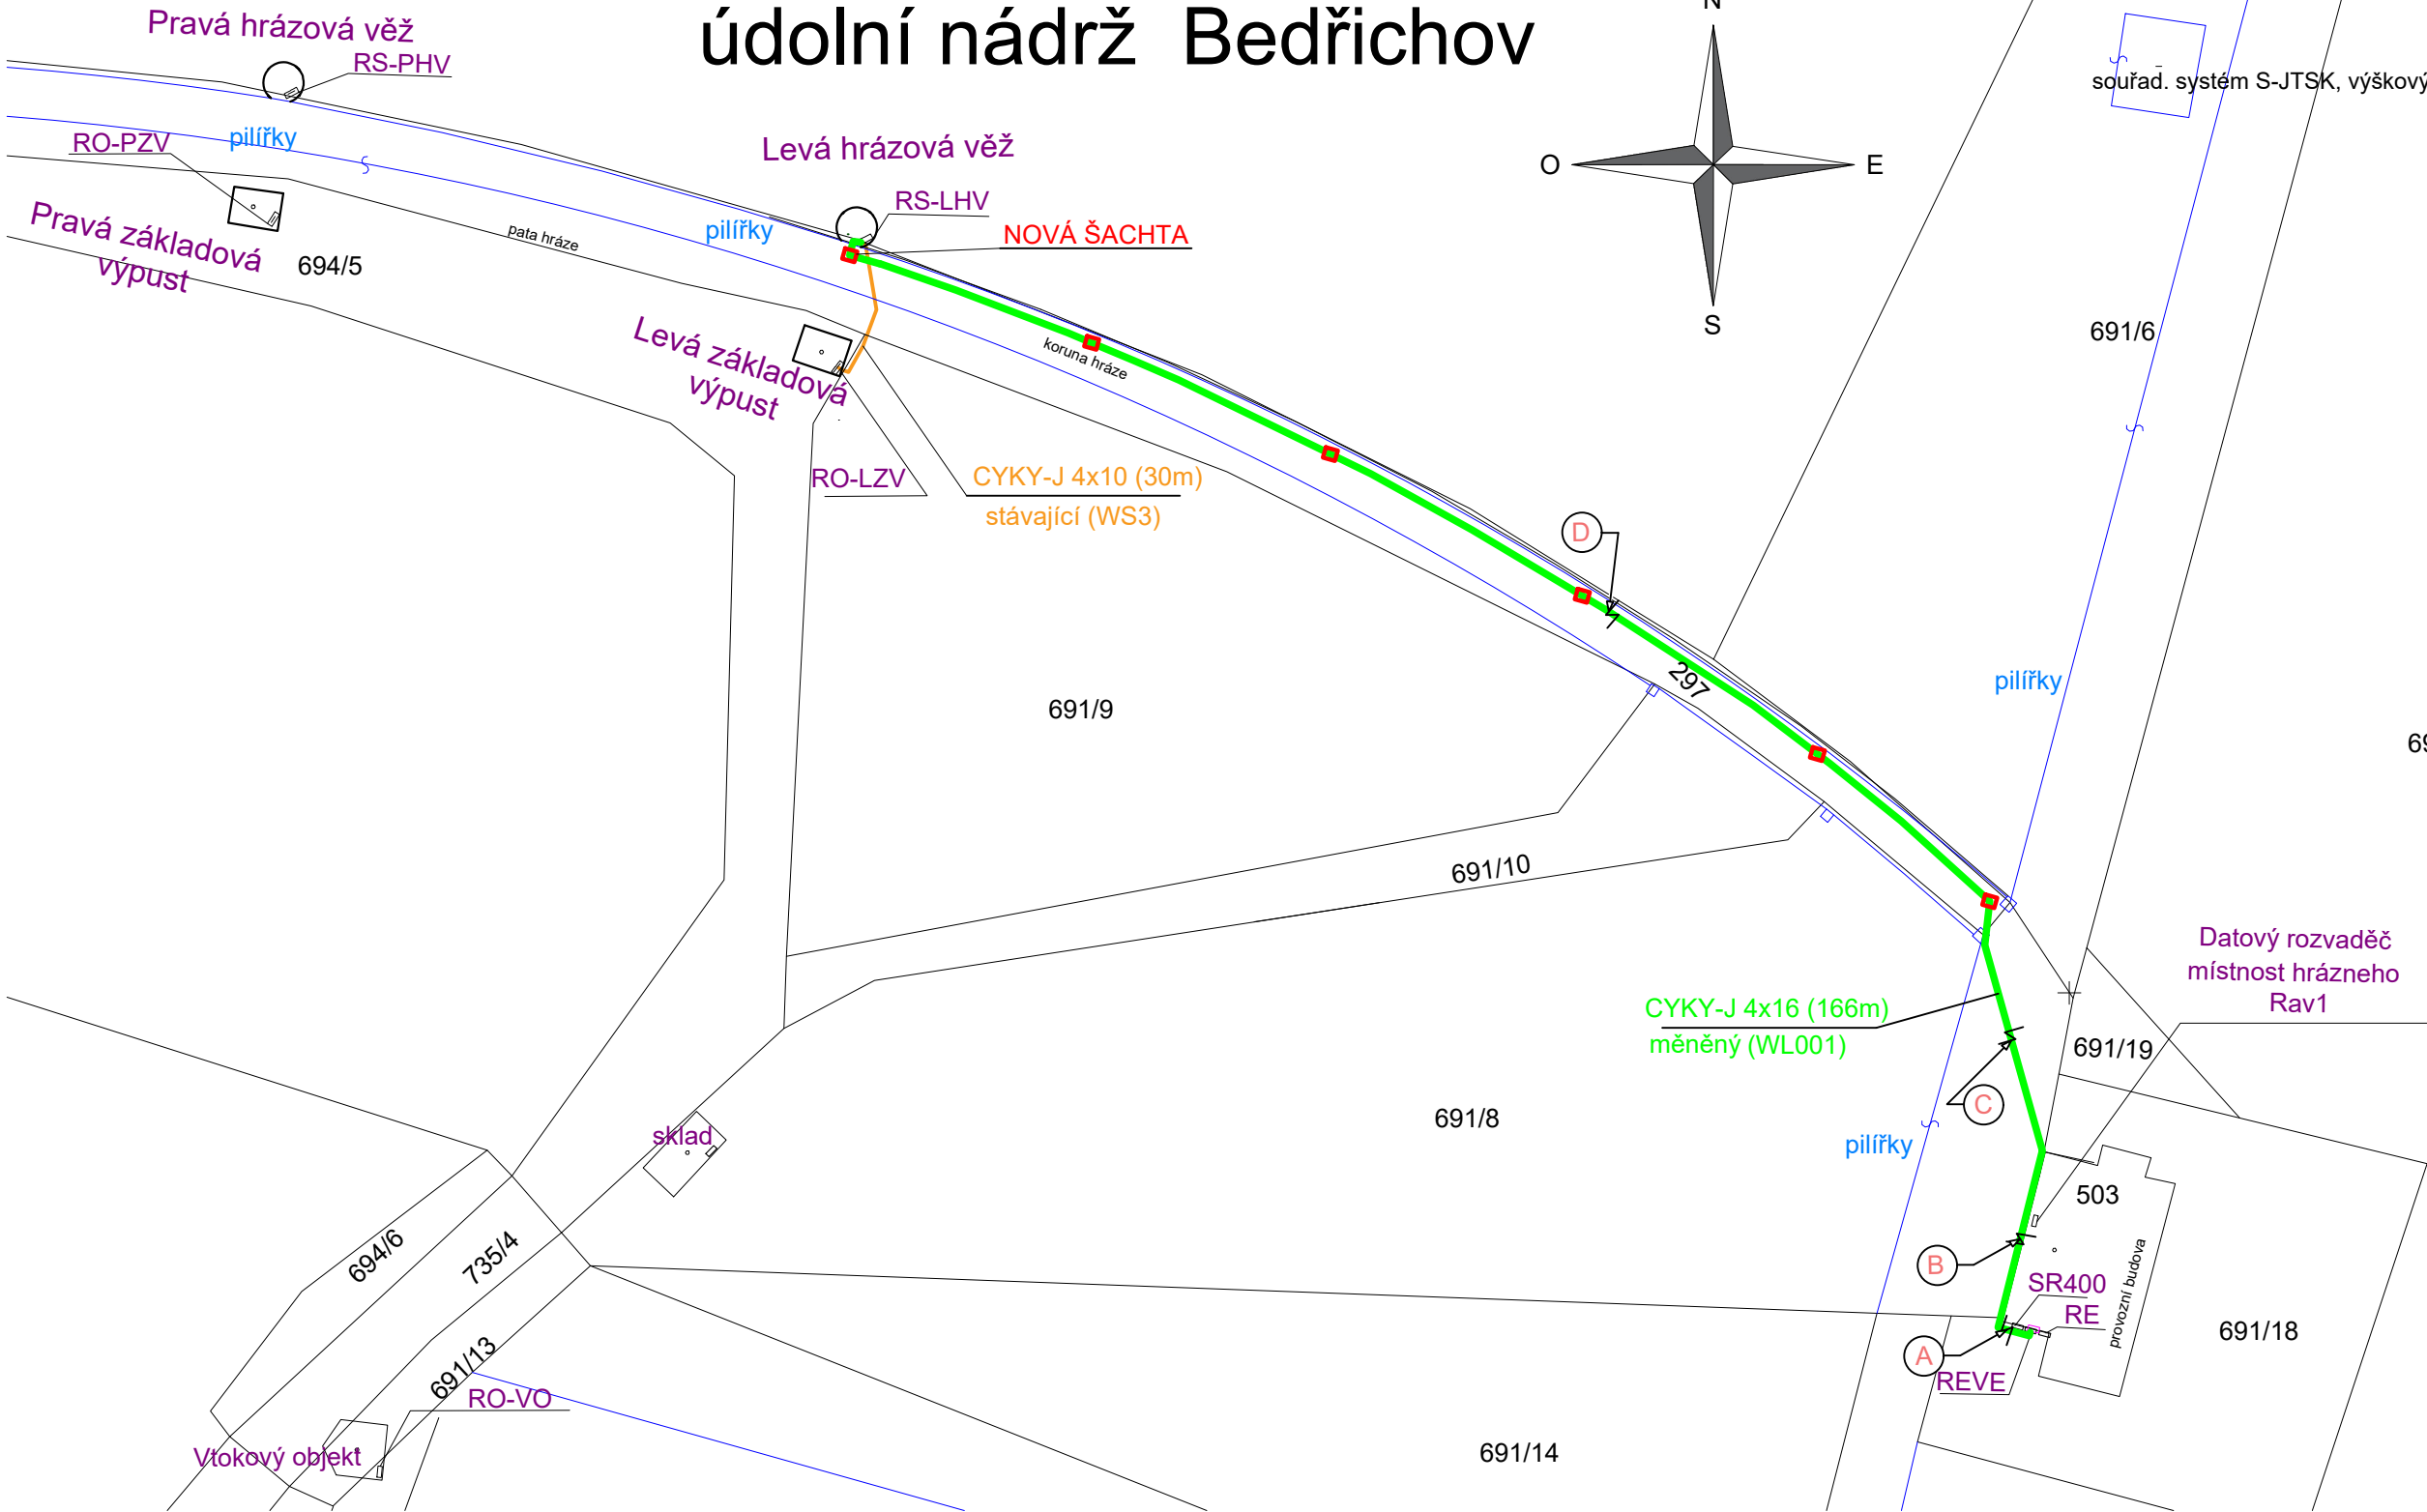 údolní nádrž Bedřichov
N
O
E
S
souřad. systém S-JTSK, výškový
Pravá hrázová věž
RS-PHV
RO-PZV
pilířky
Levá hrázová věž
RS-LHV
NOVÁ ŠACHTA
pilířky
Pravá základová
výpust
694/5
pata hráze
Levá základová
výpust
koruna hráze
691/6
RO-LZV
CYKY-J 4x10 (30m)
stávající (WS3)
D
297
pilířky
691/9
69
691/10
Datový rozvaděč
místnost hrázneho
Rav1
CYKY-J 4x16 (166m)
měněný (WL001)
691/19
C
691/8
sklad
pilířky
503
694/6
735/4
B
SR400
RE
provozní budova
691/18
A
REVE
691/13
RO-VO
Vtokový objekt
691/14